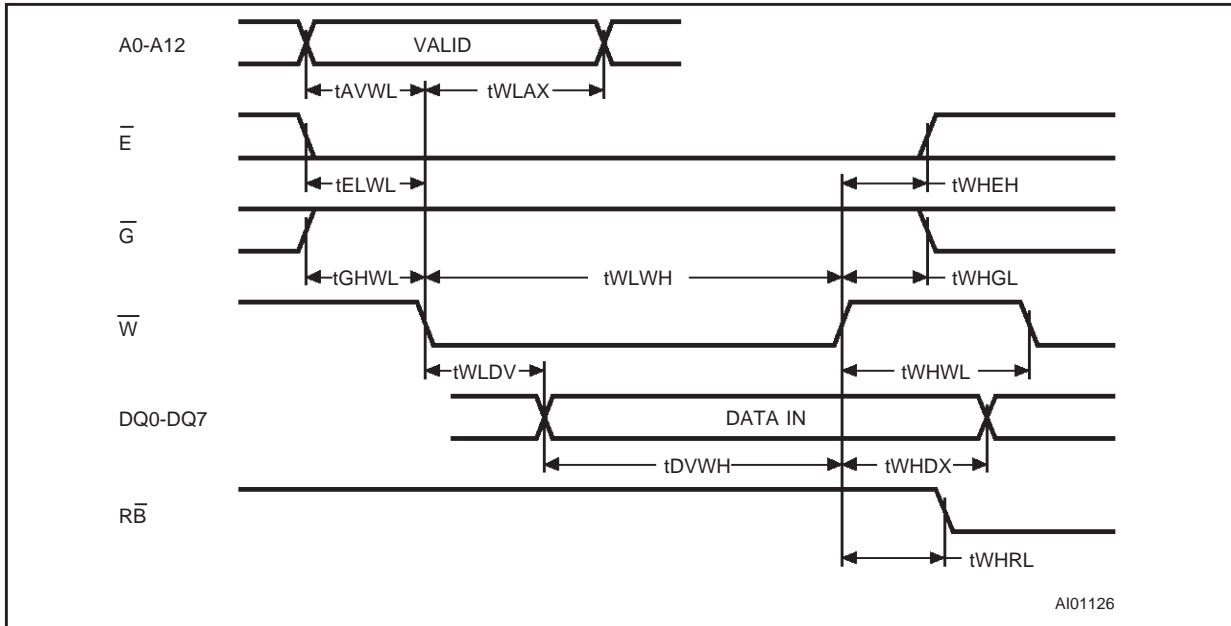 A0-A12
VALID
tAVWL
tWLAX
E̅
tELWL
tWHEH
G̅
tGHWL
tWLWH
tWHGL
W̅
tWLDV
tWHWL
DQ0-DQ7
DATA IN
tDVWH
tWHDX
RB̅
tWHRL
AI01126